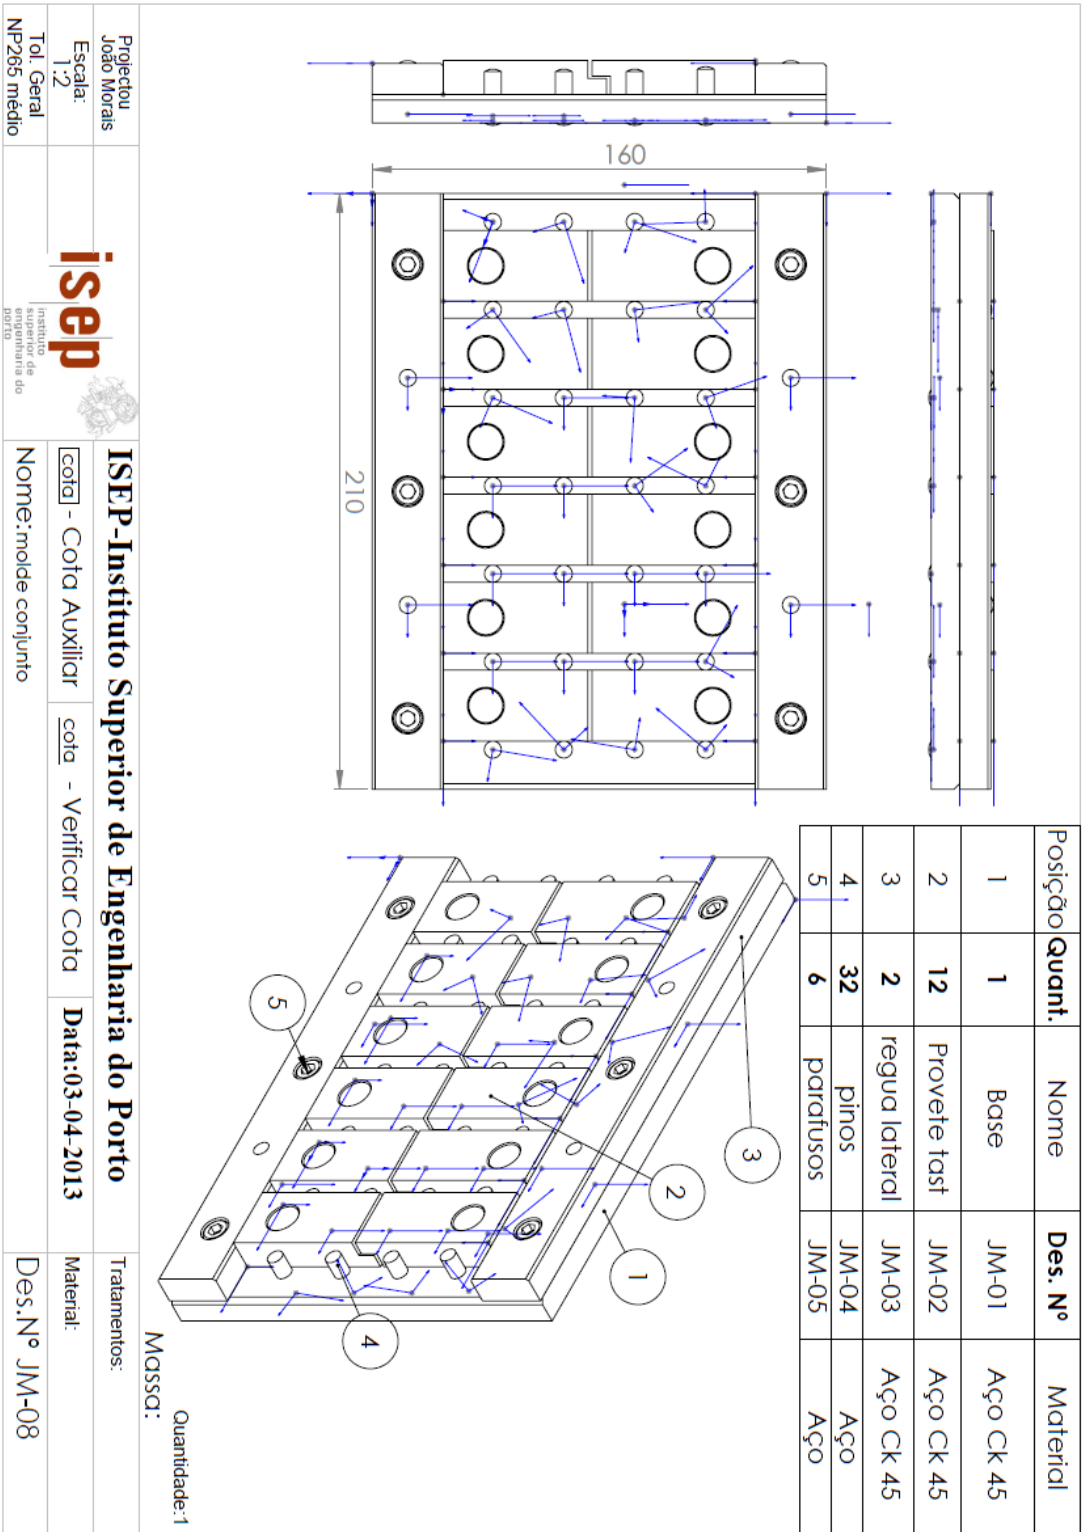 160
210
Posição Quant. Nome Des. Nº Material
1 1 Base JM-01 Aço Ck 45
2 12 Provete tast JM-02 Aço Ck 45
3 2 regua lateral JM-03 Aço Ck 45
4 32 pinos JM-04 Aço
5 6 parafusos JM-05 Aço
1
2
3
4
5
Quantidade:1
Massa:
Projectou
João Morais
Escala:
1:2
Tol. Geral
NP265 médio
isep
instituto
superior de
engenharia do
porto
ISEP-Instituto Superior de Engenharia do Porto
cota - Cota Auxiliar cota - Verificar Cota Data:03-04-2013
Nome:molde conjunto
Tratamentos:
Material:
Des.Nº JM-08